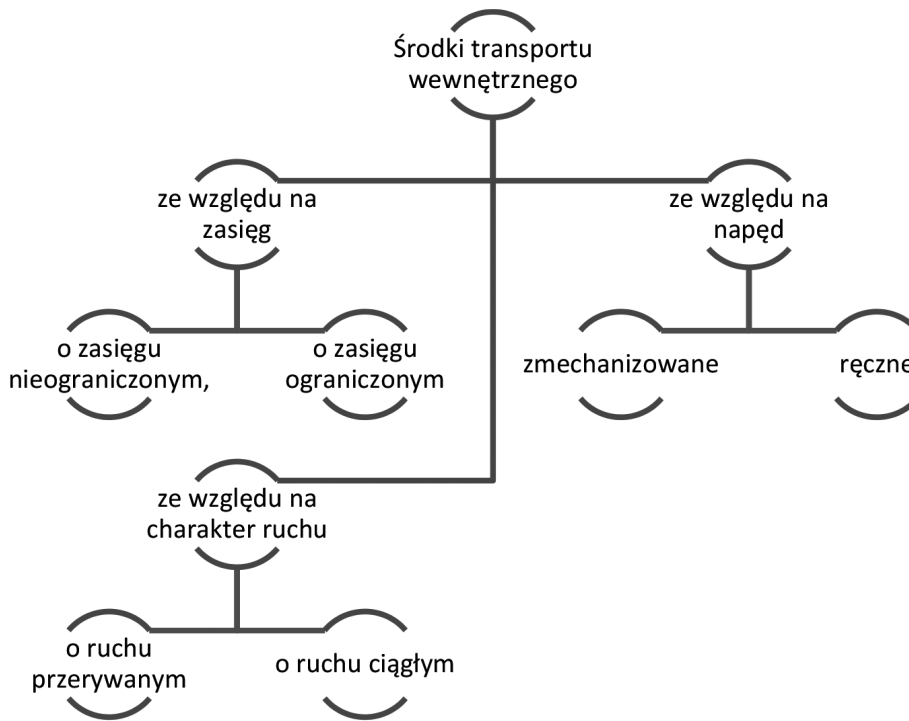 Środki transportu
wewnętrznego
ze względu na
zasięg
ze względu na
napęd
o zasięgu
nieograniczonym,
o zasięgu
ograniczonym
zmechanizowane
ręczne
ze względu na
charakter ruchu
o ruchu
przerywanym
o ruchu ciągłym